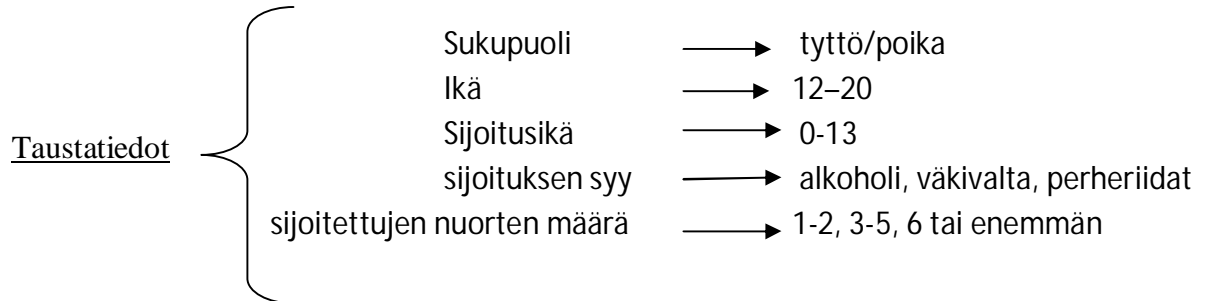 Sukupuoli tyttö/poika
Ikä 12–20
Sijoitusikä 0-13
Taustatiedot
sijoituksen syy alkoholi, väkivalta, perheriidat
sijoitettujen nuorten määrä 1-2, 3-5, 6 tai enemmän